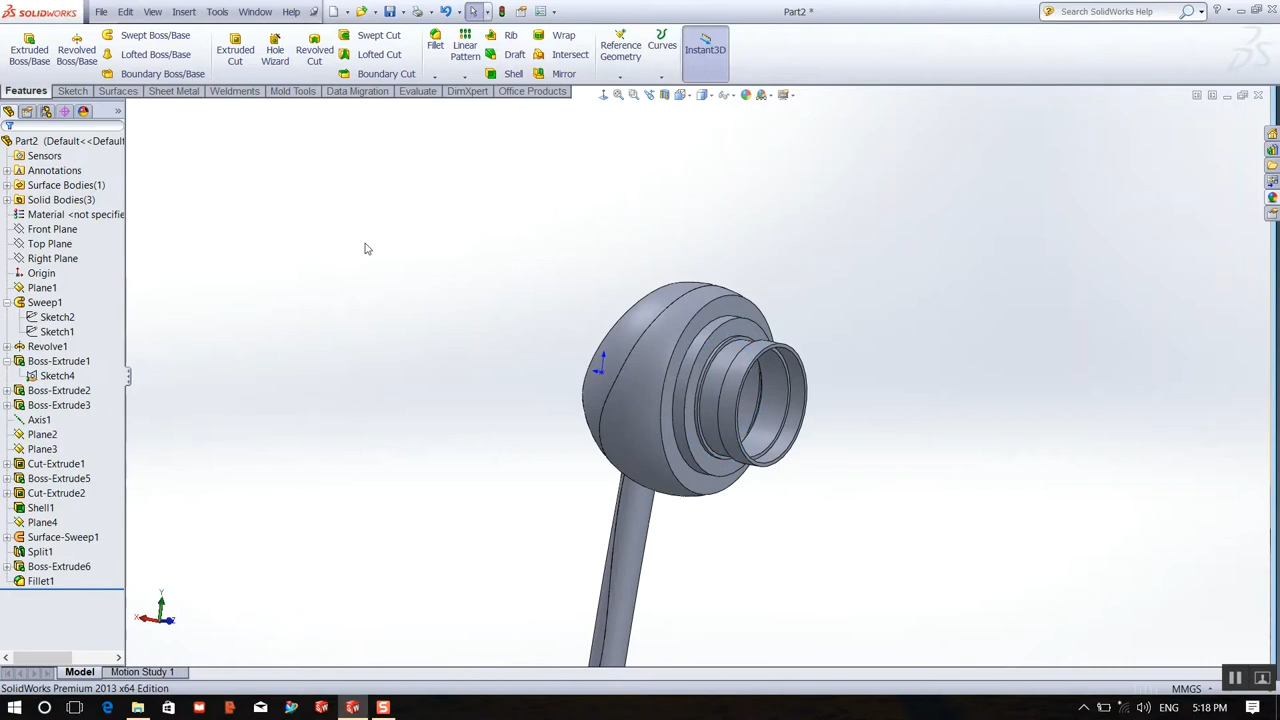 SOLIDWORKS File Edit View Insert Tools Window Help Part2 * Search SolidWorks Help
Extruded Boss/Base
Revolved Boss/Base
Swept Boss/Base
Lofted Boss/Base
Boundary Boss/Base
Extruded Cut
Hole Wizard
Revolved Cut
Swept Cut
Lofted Cut
Boundary Cut
Fillet
Linear Pattern
Rib
Draft
Shell
Wrap
Intersect
Mirror
Reference Geometry
Curves
Instant3D
Features Sketch Surfaces Sheet Metal Weldments Mold Tools Data Migration Evaluate DimXpert Office Products
Part2 (Default<<Default
Sensors
Annotations
Surface Bodies(1)
Solid Bodies(3)
Material <not specifie
Front Plane
Top Plane
Right Plane
Origin
Plane1
Sweep1
Sketch2
Sketch1
Revolve1
Boss-Extrude1
Sketch4
Boss-Extrude2
Boss-Extrude3
Axis1
Plane2
Plane3
Cut-Extrude1
Boss-Extrude5
Cut-Extrude2
Shell1
Plane4
Surface-Sweep1
Split1
Boss-Extrude6
Fillet1
Y
X
Z
Model Motion Study 1
SolidWorks Premium 2013 x64 Edition MMGS
ENG 5:18 PM